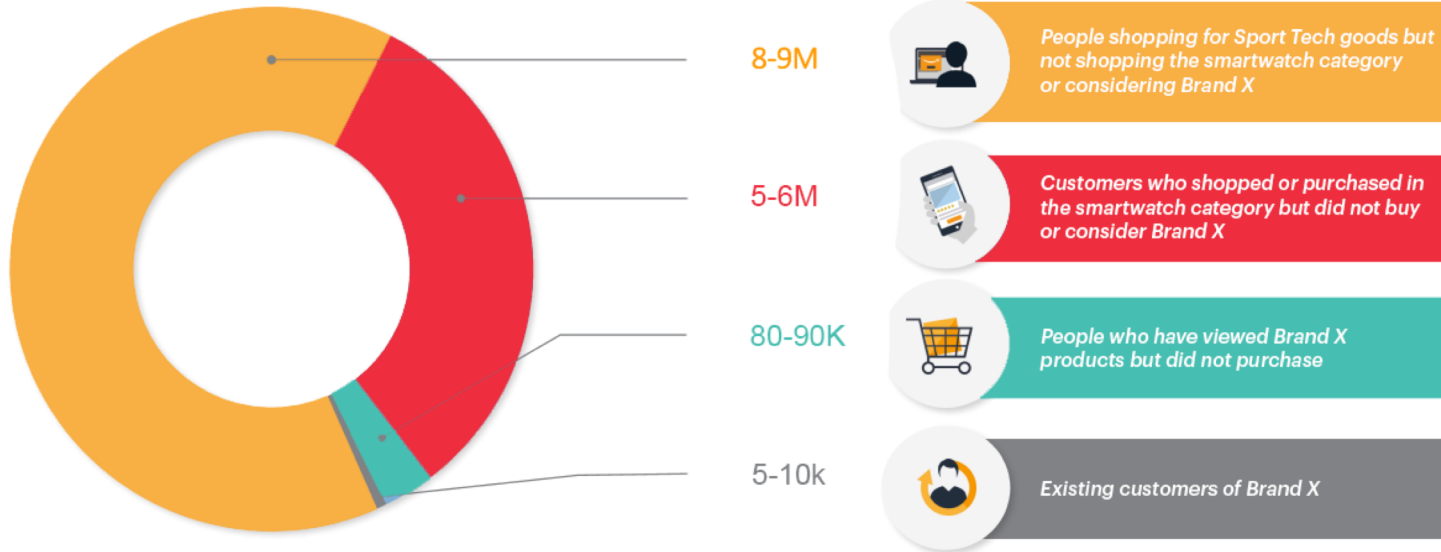 8-9M
People shopping for Sport Tech goods but
not shopping the smartwatch category
or considering Brand X
5-6M
Customers who shopped or purchased in
the smartwatch category but did not buy
or consider Brand X
80-90K
People who have viewed Brand X
products but did not purchase
5-10k
Existing customers of Brand X